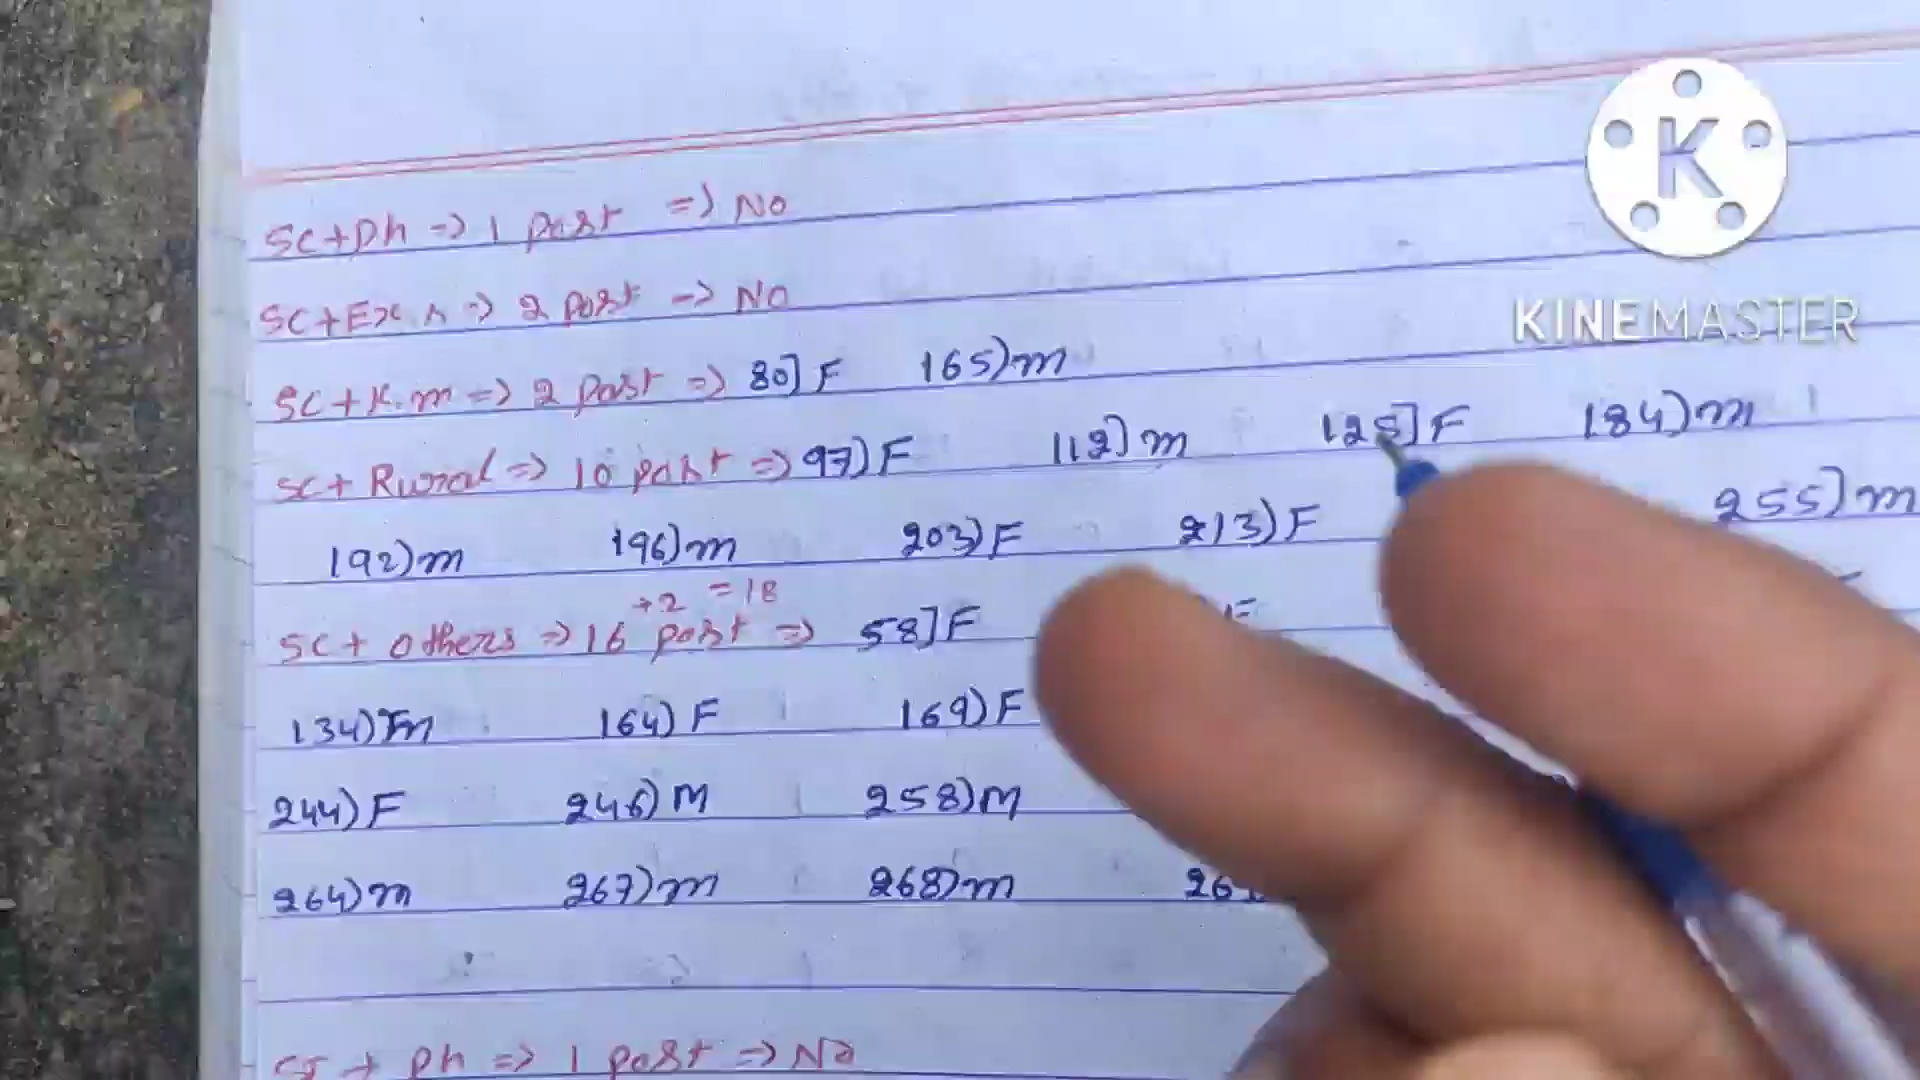 SC+Ph => 1 post => No
SC+Ex.s => 2 post => No
SC+K.m => 2 post => 80] F 165) m
SC+ Rural => 10 post => 97) F 112] m 125] F 184) m
192) m 196) m 203) F 213) F 255] m
+2 = 18
SC+ others => 16 post => 58] F F
134) m 164) F 169) F
244) F 246) M 258) M
264) m 267) m 268) m
ST + Ph => 1 post => No
K
KINEMASTER